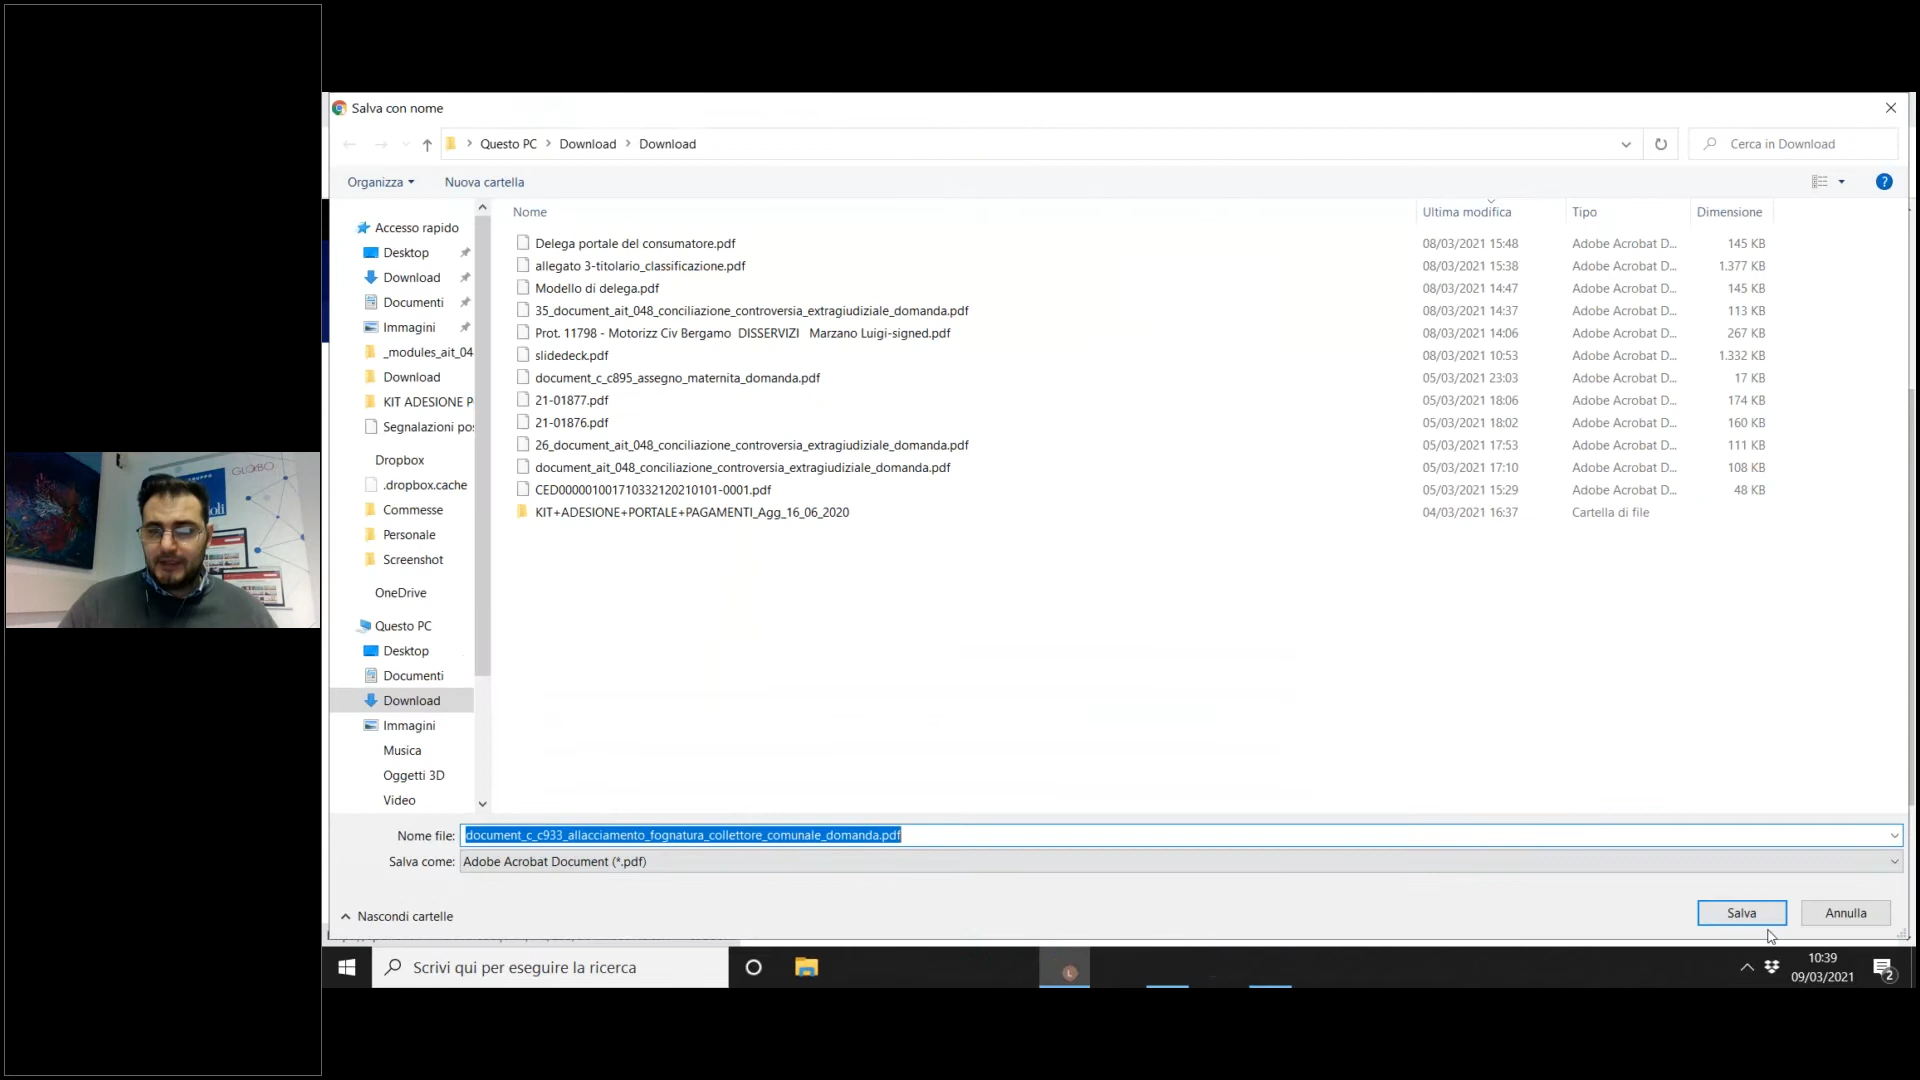 Salva con nome
Questo PC > Download > Download
Cerca in Download
Organizza
Nuova cartella
?
Nome
Ultima modifica
Tipo
Dimensione
Accesso rapido
Desktop
Download
Documenti
Immagini
_modules_ait_04
Download
KIT ADESIONE P
Segnalazioni pos
Dropbox
.dropbox.cache
Commesse
Personale
Screenshot
OneDrive
Questo PC
Desktop
Documenti
Download
Immagini
Musica
Oggetti 3D
Video
Delega portale del consumatore.pdf 08/03/2021 15:48 Adobe Acrobat D... 145 KB
allegato 3-titolario_classificazione.pdf 08/03/2021 15:38 Adobe Acrobat D... 1.377 KB
Modello di delega.pdf 08/03/2021 14:47 Adobe Acrobat D... 145 KB
35_document_ait_048_conciliazione_controversia_extragiudiziale_domanda.pdf 08/03/2021 14:37 Adobe Acrobat D... 113 KB
Prot. 11798 - Motorizz Civ Bergamo DISSERVIZI Marzano Luigi-signed.pdf 08/03/2021 14:06 Adobe Acrobat D... 267 KB
slidedeck.pdf 08/03/2021 10:53 Adobe Acrobat D... 1.332 KB
document_c_c895_assegno_maternita_domanda.pdf 05/03/2021 23:03 Adobe Acrobat D... 17 KB
21-01877.pdf 05/03/2021 18:06 Adobe Acrobat D... 174 KB
21-01876.pdf 05/03/2021 18:02 Adobe Acrobat D... 160 KB
26_document_ait_048_conciliazione_controversia_extragiudiziale_domanda.pdf 05/03/2021 17:53 Adobe Acrobat D... 111 KB
document_ait_048_conciliazione_controversia_extragiudiziale_domanda.pdf 05/03/2021 17:10 Adobe Acrobat D... 108 KB
CED000001001710332120210101-0001.pdf 05/03/2021 15:29 Adobe Acrobat D... 48 KB
KIT+ADESIONE+PORTALE+PAGAMENTI_Agg_16_06_2020 04/03/2021 16:37 Cartella di file
GLOBO
Nome file: document_c_c933_allacciamento_fognatura_collettore_comunale_domanda.pdf
Salva come: Adobe Acrobat Document (*.pdf)
Nascondi cartelle
Salva
Annulla
Scrivi qui per eseguire la ricerca
L
10:39
09/03/2021
2